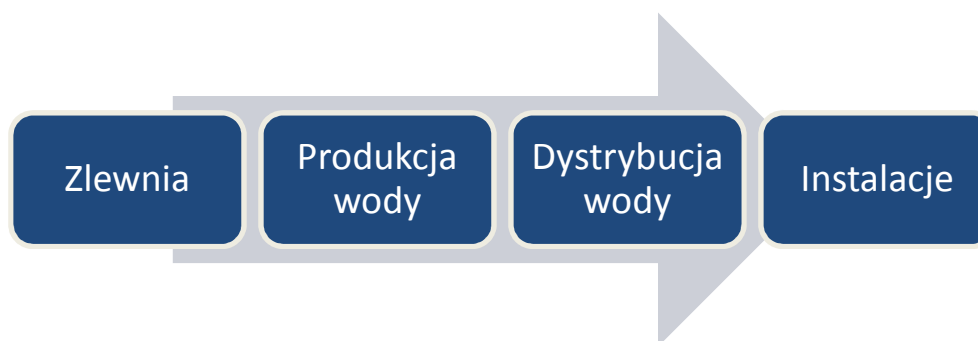 Zlewnia
Produkcja
wody
Dystrybucja
wody
Instalacje